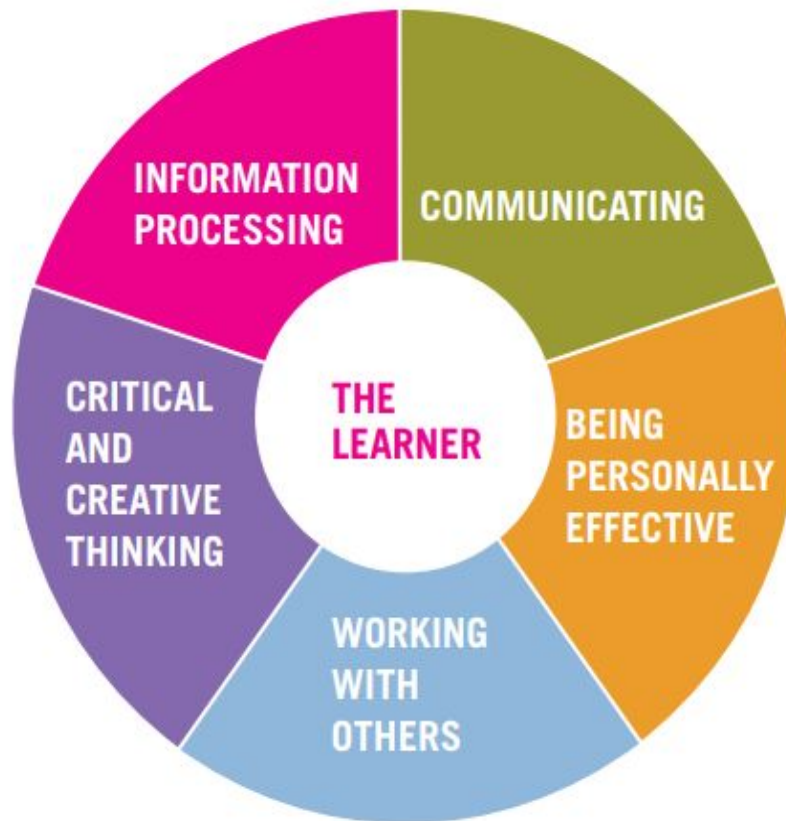 INFORMATION
PROCESSING
COMMUNICATING
CRITICAL
AND
CREATIVE
THINKING
THE
LEARNER
BEING
PERSONALLY
EFFECTIVE
WORKING
WITH
OTHERS